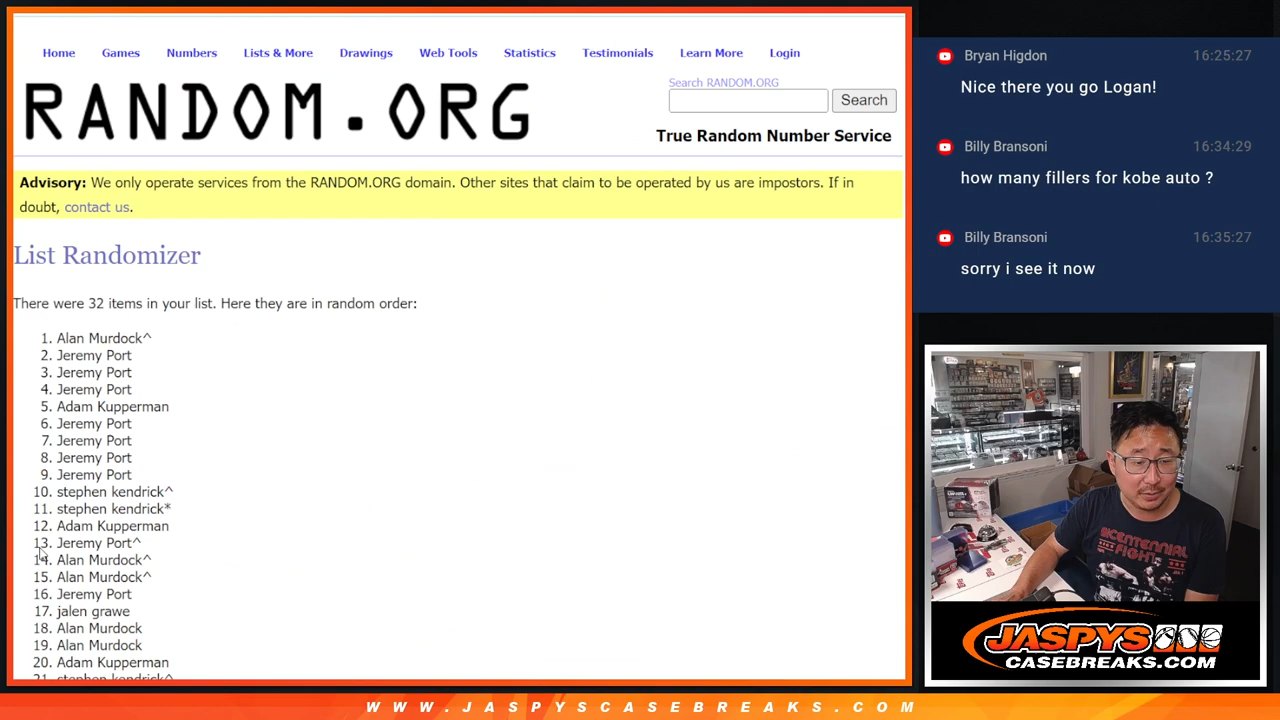 Home Games Numbers Lists & More Drawings Web Tools Statistics Testimonials Learn More Login
RANDOM.ORG
Search RANDOM.ORG
Search
True Random Number Service
Advisory: We only operate services from the RANDOM.ORG domain. Other sites that claim to be operated by us are impostors. If in
doubt, contact us.
List Randomizer
There were 32 items in your list. Here they are in random order:
1. Alan Murdock^
2. Jeremy Port
3. Jeremy Port
4. Jeremy Port
5. Adam Kupperman
6. Jeremy Port
7. Jeremy Port
8. Jeremy Port
9. Jeremy Port
10. stephen kendrick^
11. stephen kendrick*
12. Adam Kupperman
13. Jeremy Port^
14. Alan Murdock^
15. Alan Murdock^
16. Jeremy Port
17. jalen grawe
18. Alan Murdock
19. Alan Murdock
20. Adam Kupperman
21. stephen kendrick^
Bryan Higdon 16:25:27
Nice there you go Logan!
Billy Bransoni 16:34:29
how many fillers for kobe auto ?
Billy Bransoni 16:35:27
sorry i see it now
BICENTENNIAL
FIGHT
JASPYS
CASEBREAKS.COM
WWW.JASPYSCASEBREAKS.COM